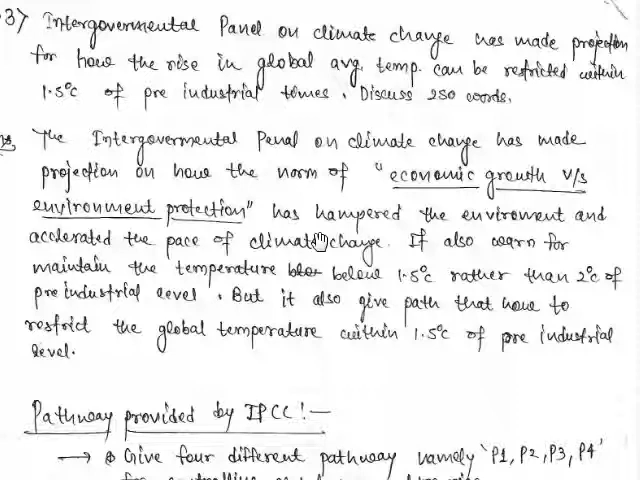 3) Intergovernmental Panel on climate change has made projection
for how the rise in global avg. temp. can be restricted within
1.5°c of pre industrial times. Discuss 250 words.
The Intergovernmental Penal on climate change has made
projection on how the norm of "economic growth v/s
environment protection" has hampered the enviroment and
acclerated the pace of climate change. If also warn for
maintain the temperature below 1.5°c rather than 2°c of
pre industrial level. But it also give path that how to
restrict the global temperature within 1.5°c of pre industrial
level.
Pathway provided by IPCC :—
→ Give four different pathway namely 'P1, P2, P3, P4'
for